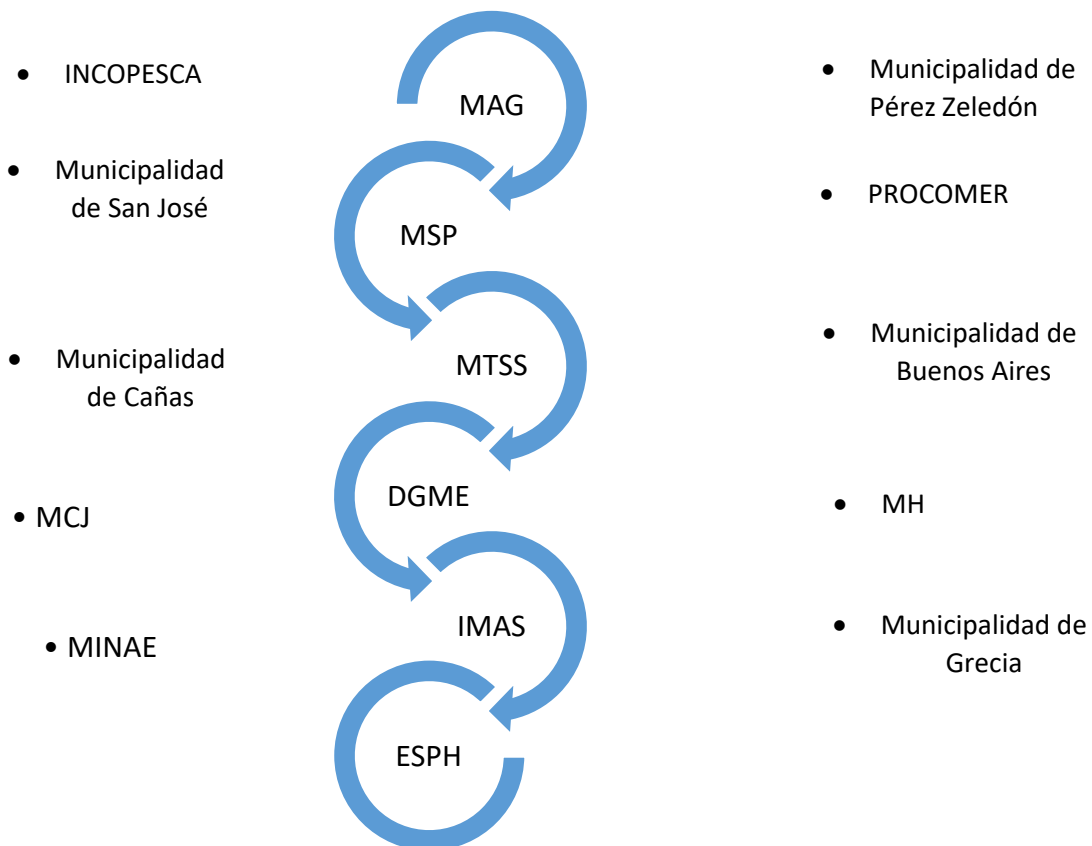 • INCOPESCA
• Municipalidad
de San José
• Municipalidad
de Cañas
• MCJ
• MINAE
MAG
MSP
MTSS
DGME
IMAS
ESPH
• Municipalidad de
Pérez Zeledón
• PROCOMER
• Municipalidad de
Buenos Aires
• MH
• Municipalidad de
Grecia